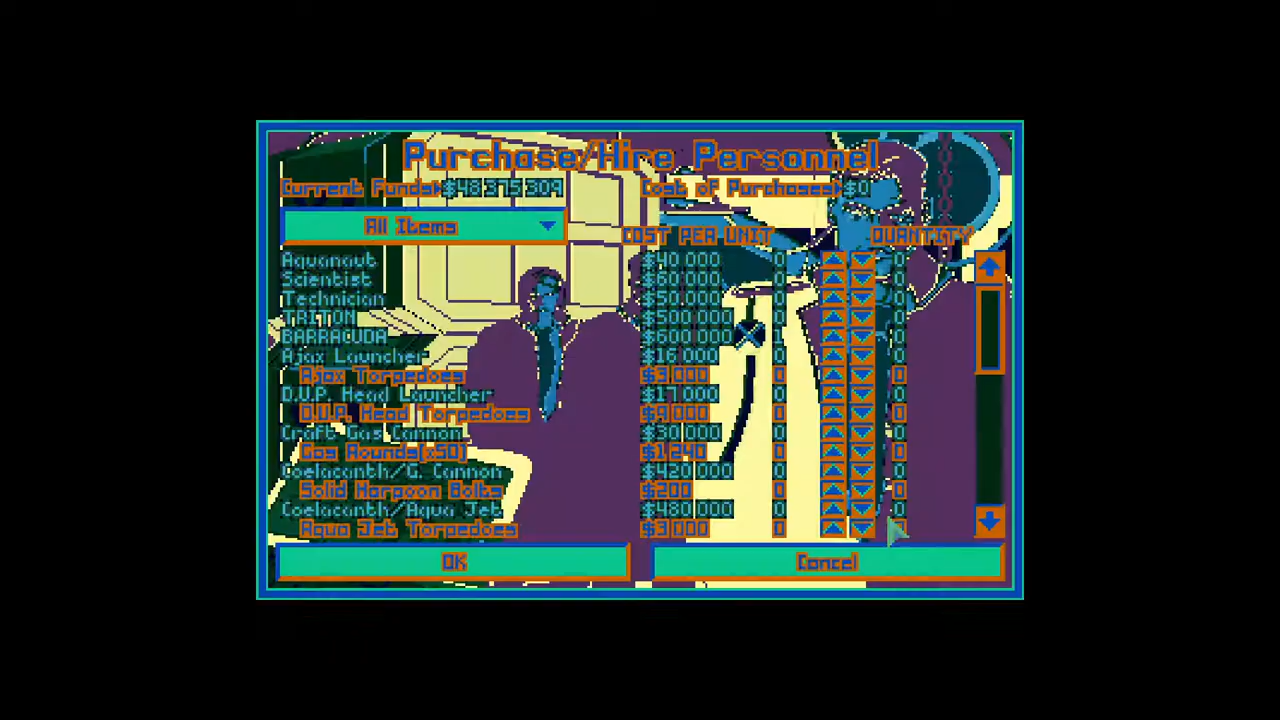 Purchase/Hire Personnel
Current Funds>$48 375 309 Cost of Purchases>$0
All Items
COST PER UNIT QUANTITY
Aquanaut $40 000 0 0
Scientist $60 000 0 0
Technician $50 000 0 0
TRITON $500 000 0 0
BARRACUDA $600 000 1 0
Ajax Launcher $16 000 0 0
Ajax Torpedoes $3 000 0 0
D.U.P. Head Launcher $17 000 0 0
D.U.P. Head Torpedoes $9 000 0 0
Craft Gas Cannon $30 000 0 0
Gas Rounds(x50) $1 240 0 0
Coelacanth/G. Cannon $420 000 0 0
Solid Harpoon Bolts $200 0 0
Coelacanth/Aqua Jet $480 000 0 0
Aqua Jet Torpedoes $3 000 0 0
OK Cancel